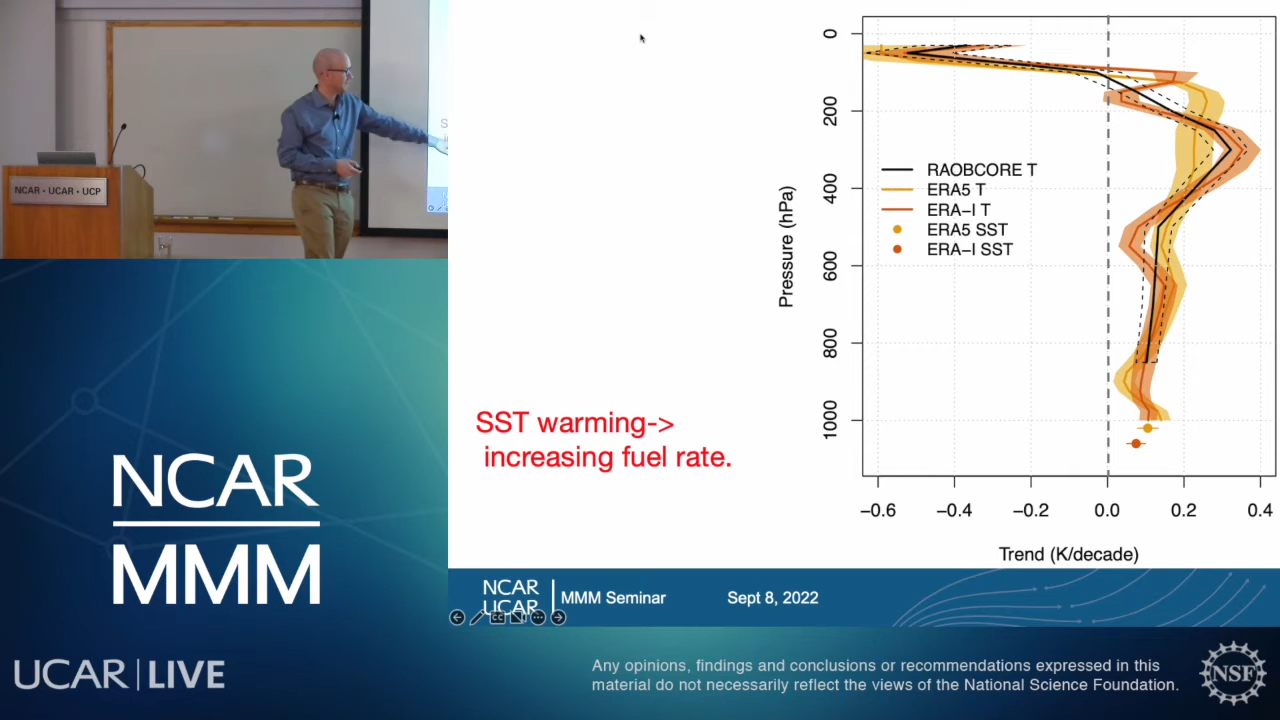 NCAR • UCAR • UCP
S
0
200
400
600
800
1000
Pressure (hPa)
RAOBCORE T
ERA5 T
ERA−I T
ERA5 SST
ERA−I SST
−0.6 −0.4 −0.2 0.0 0.2 0.4
Trend (K/decade)
SST warming->
increasing fuel rate.
NCAR
UCAR
MMM Seminar
Sept 8, 2022
CC
NCAR
MMM
UCAR | LIVE
Any opinions, findings and conclusions or recommendations expressed in this
material do not necessarily reflect the views of the National Science Foundation.
NSF